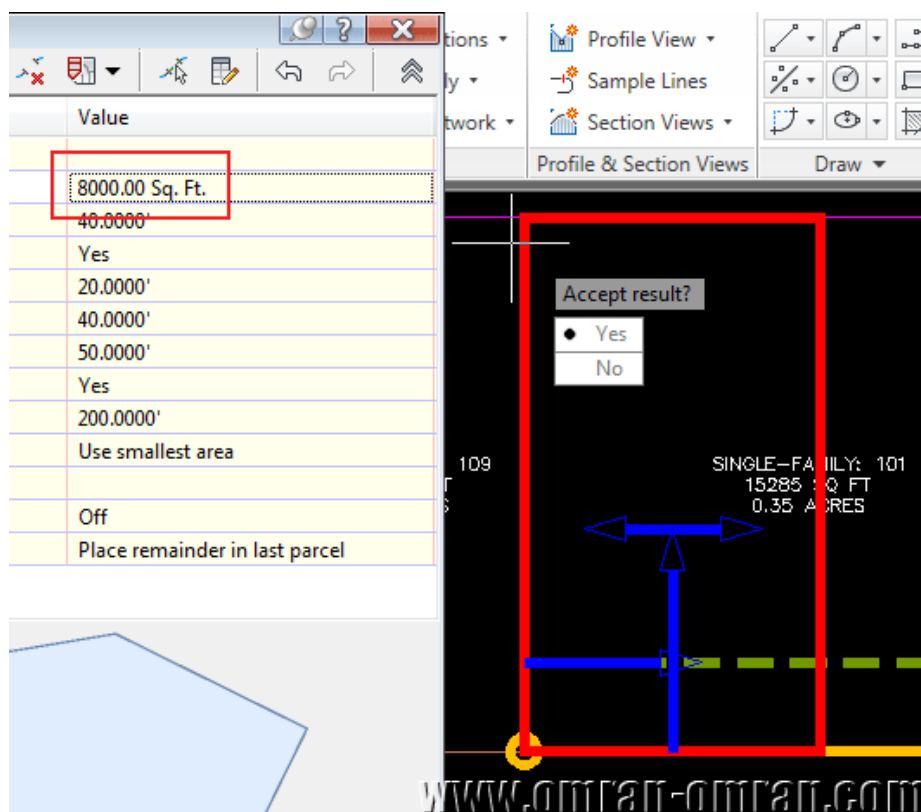 Value
8000.00 Sq. Ft.
40.0000'
Yes
20.0000'
40.0000'
50.0000'
Yes
200.0000'
Use smallest area
Off
Place remainder in last parcel
tions
ly
twork
Profile View
Sample Lines
Section Views
Profile & Section Views
Draw
Accept result?
Yes
No
109
SINGLE-FAMILY: 101
15285 SQ FT
0.35 ACRES
www.omran-omran.com